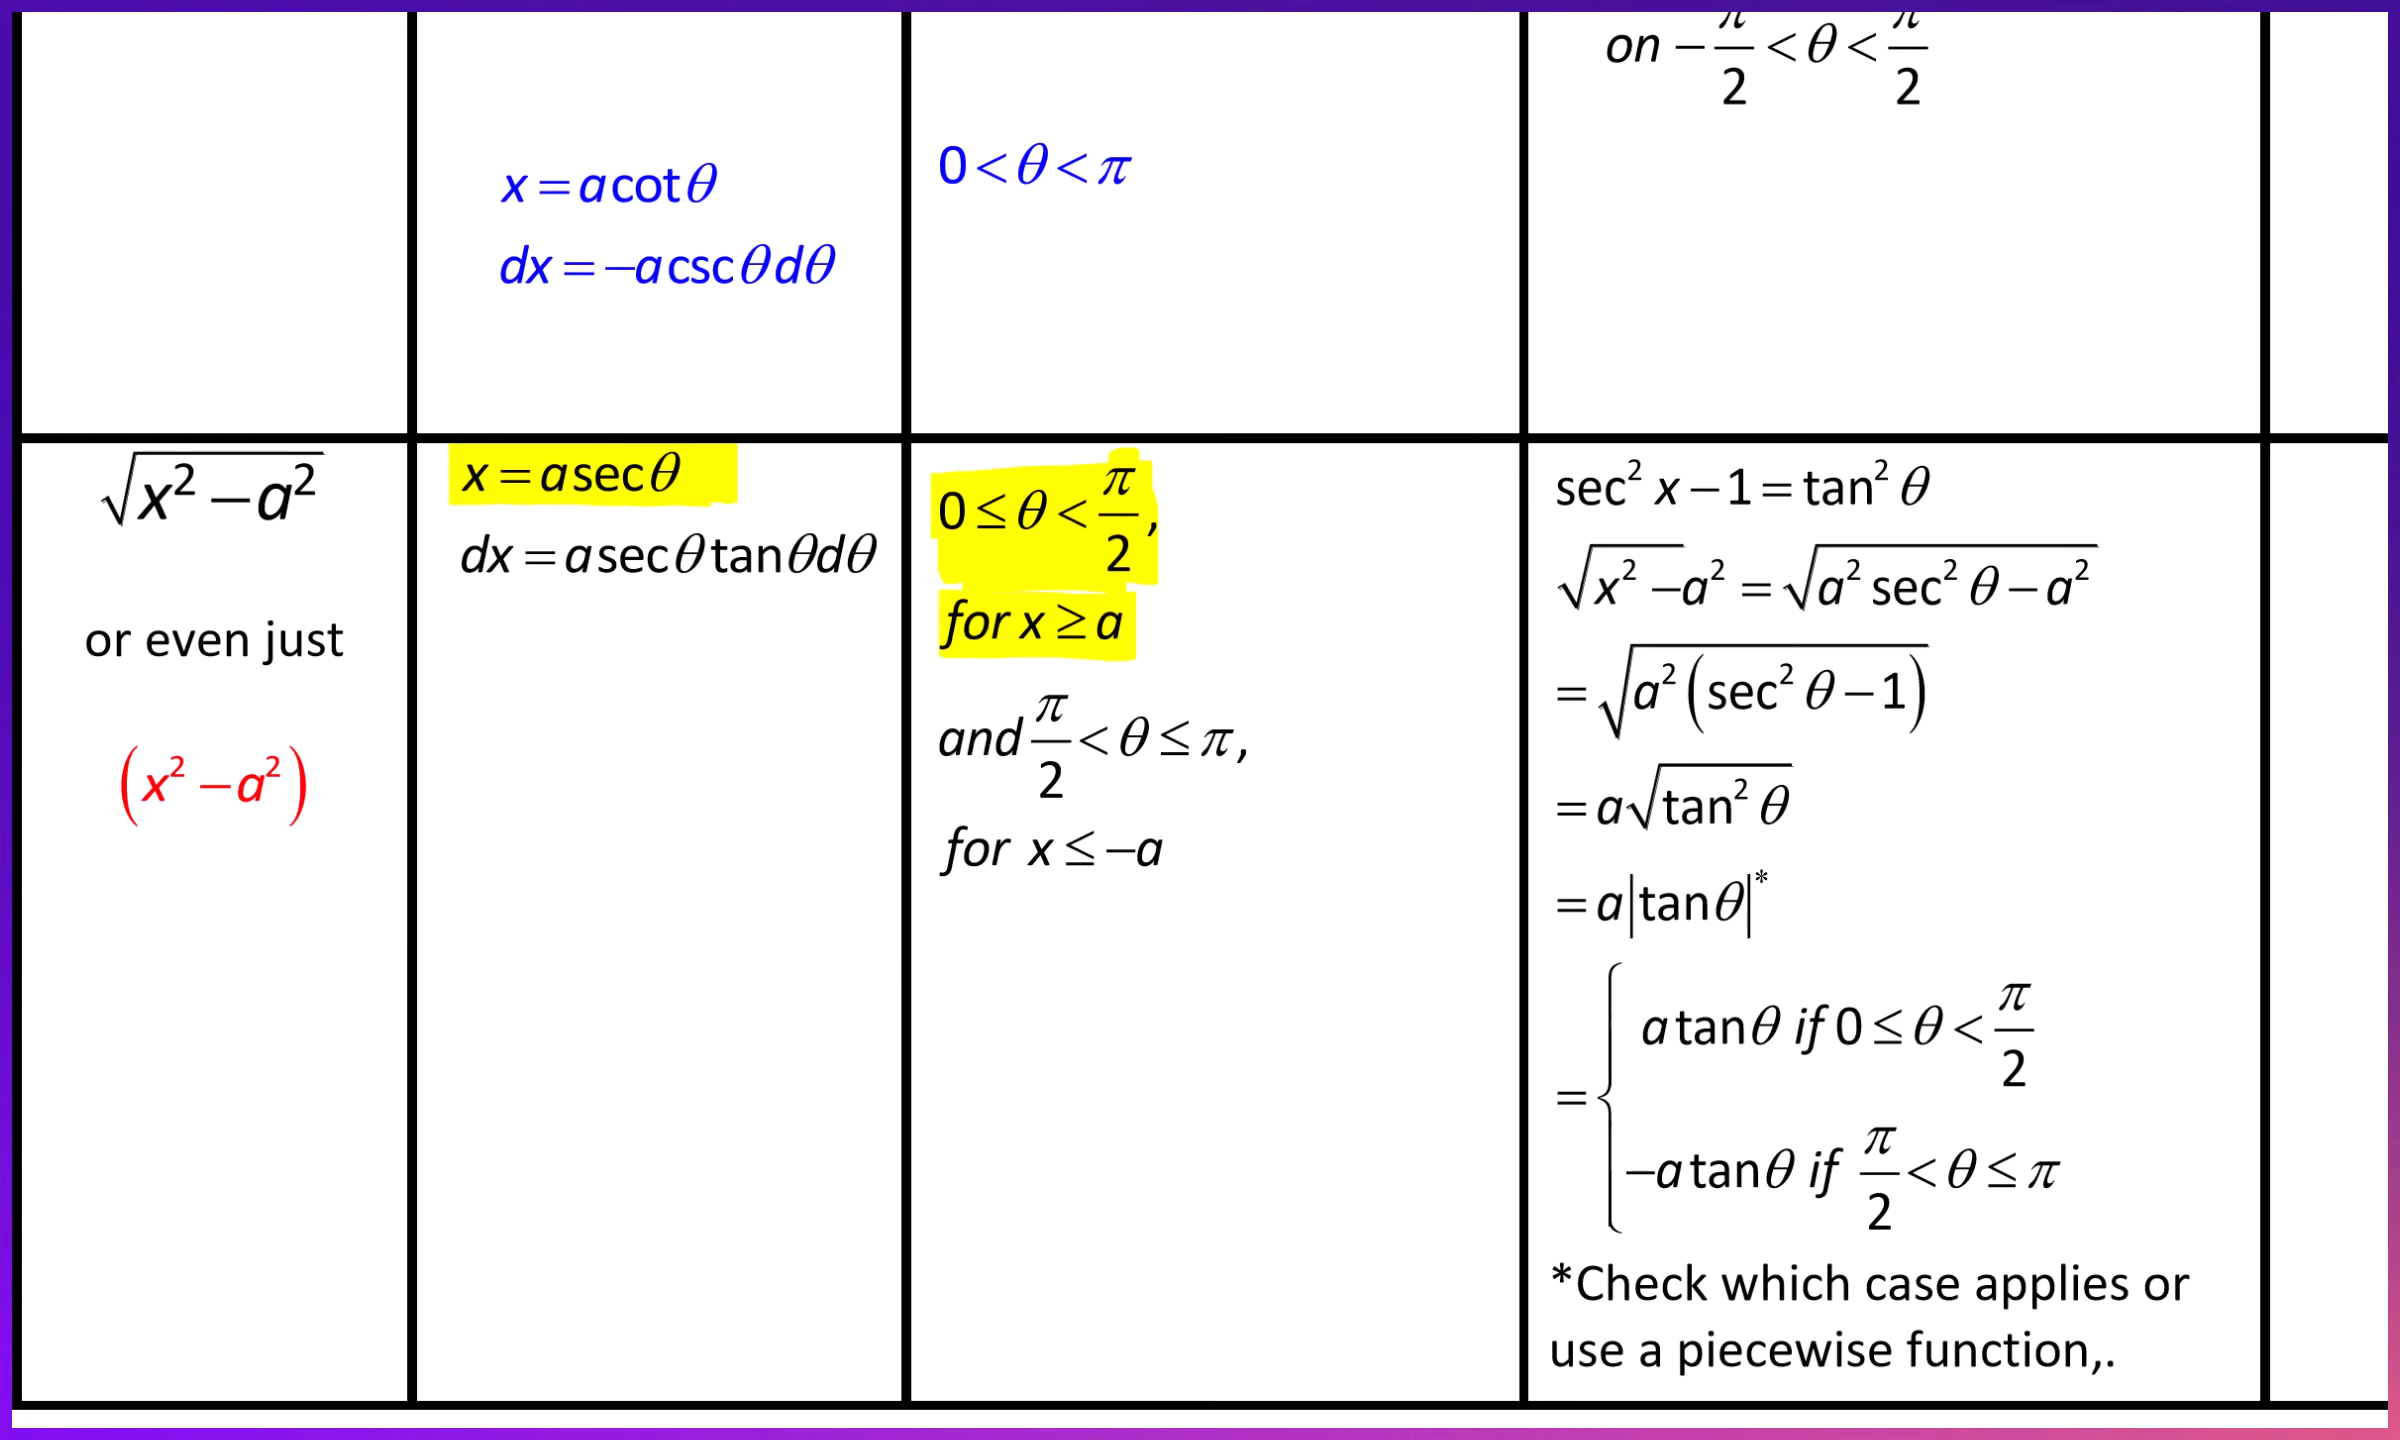 on −π/2 < θ < π/2
x = a cot θ
dx = −a csc θ dθ
0 < θ < π
√(x² − a²)
or even just
(x² − a²)
x = a sec θ
dx = a sec θ tan θ dθ
0 ≤ θ < π/2,
for x ≥ a
and π/2 < θ ≤ π,
for x ≤ −a
sec² x − 1 = tan² θ
√x² − a² = √(a² sec² θ − a²)
= √(a² (sec² θ − 1))
= a√(tan² θ)
= a|tan θ|*
= { a tan θ if 0 ≤ θ < π/2
−a tan θ if π/2 < θ ≤ π
*Check which case applies or
use a piecewise function,.